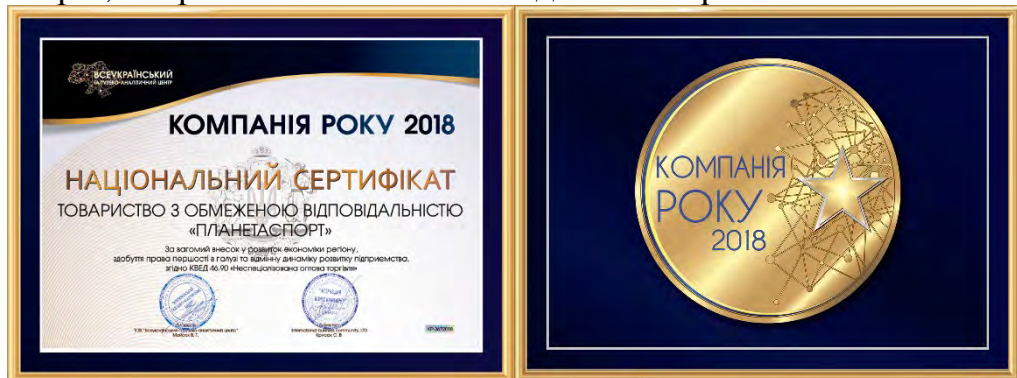 ВСЕУКРАЇНСЬКИЙ
КОМПАНІЯ РОКУ 2018
НАЦІОНАЛЬНИЙ СЕРТИФІКАТ
ТОВАРИСТВО З ОБМЕЖЕНОЮ ВІДПОВІДАЛЬНІСТЮ
«ПЛАНЕТАСПОРТ»
За вагомий внесок у розвиток економіки регіону,
здобуття права першості в галузі та відмінну динаміку розвитку підприємства,
згідно КВЕД 46.90 «Неспеціалізована оптова торгівля»
КОМПАНІЯ
РОКУ
2018